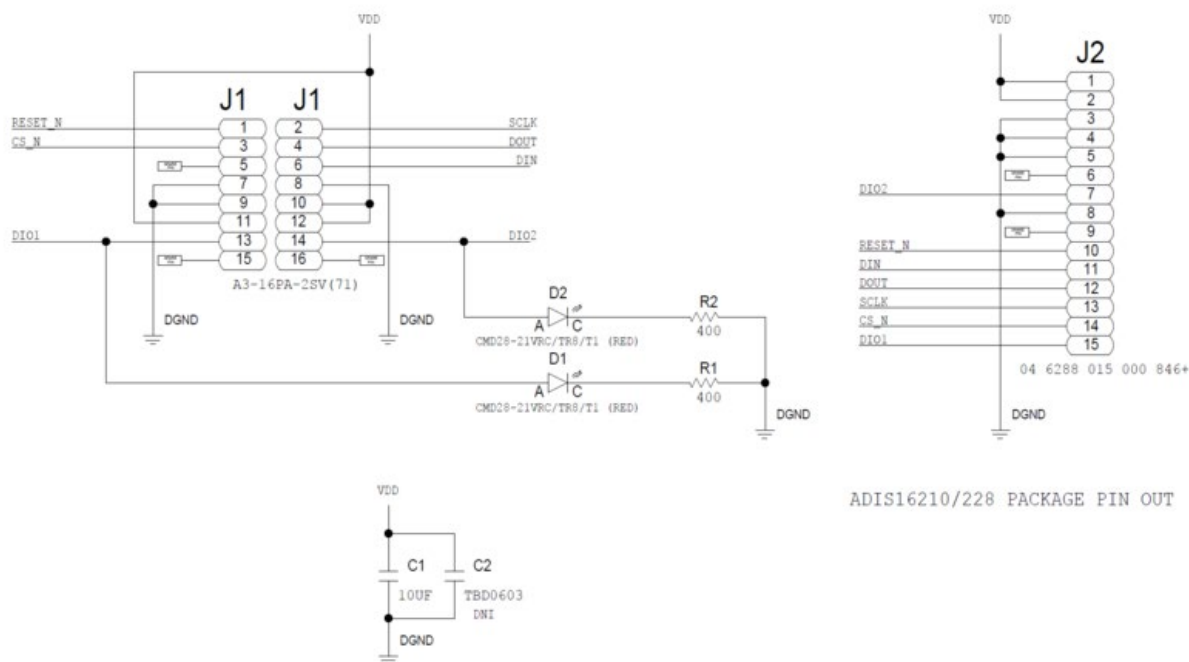 VDD
J1 J1
RESET_N 1 2 SCLK
CS_N 3 4 DOUT
5 6 DIN
7 8
9 10
11 12
DIO1 13 14 DIO2
15 16
A3-16PA-2SV(71)
DGND
DGND
D2
A C
CMD28-21VRC/TR8/T1 (RED)
R2
400
D1
A C
CMD28-21VRC/TR8/T1 (RED)
R1
400
DGND
VDD
J2
1
2
3
4
5
6
DIO2 7
8
9
RESET_N 10
DIN 11
DOUT 12
SCLK 13
CS_N 14
DIO1 15
04 6288 015 000 846+
DGND
ADIS16210/228 PACKAGE PIN OUT
VDD
C1 C2
10UF TBD0603
DNI
DGND